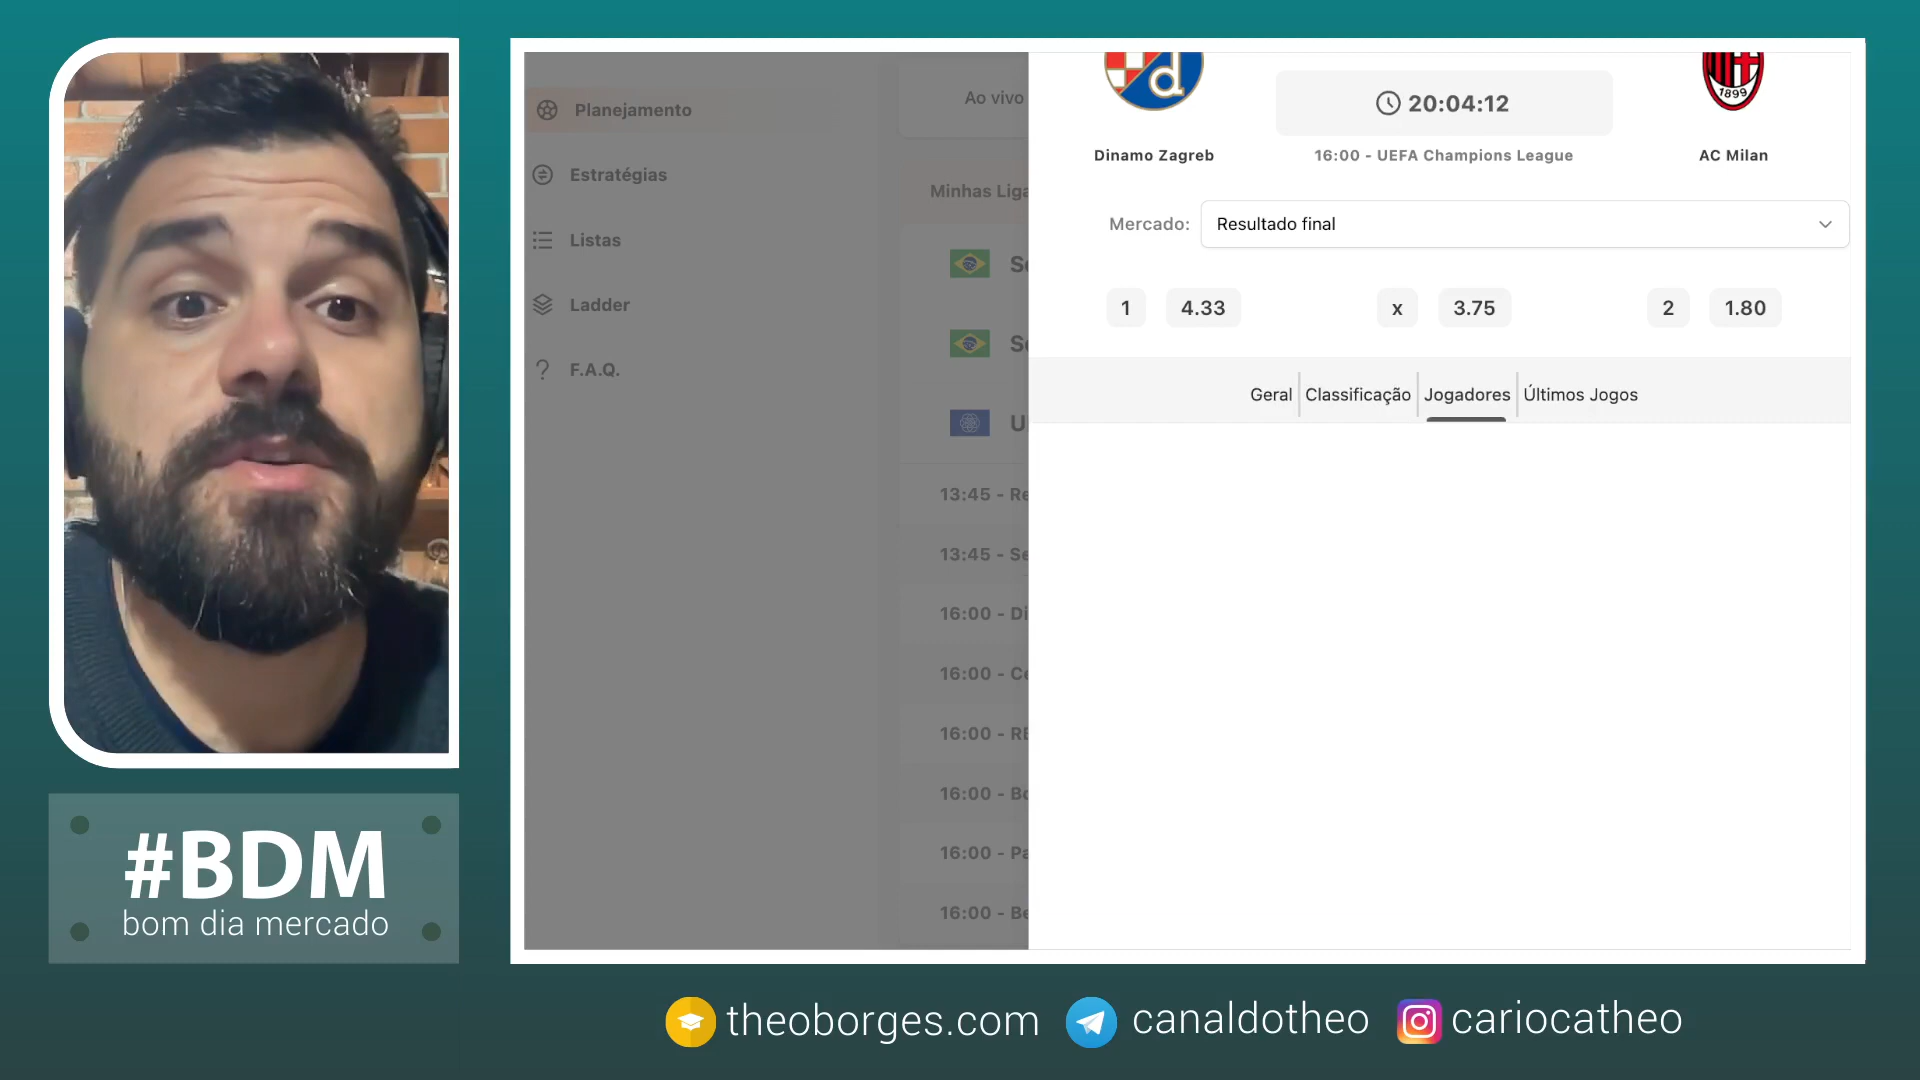 #BDM
bom dia mercado
Planejamento
Estratégias
Listas
Ladder
F.A.Q.
Ao vivo
Minhas Liga
13:45 - Re
13:45 - Se
16:00 - Di
16:00 - Ce
16:00 - RE
16:00 - Bo
16:00 - Pa
16:00 - Be
20:04:12
1899
Dinamo Zagreb
16:00 - UEFA Champions League
AC Milan
Mercado: Resultado final
1 4.33 x 3.75 2 1.80
Geral Classificação Jogadores Últimos Jogos
theoborges.com canaldotheo cariocatheo